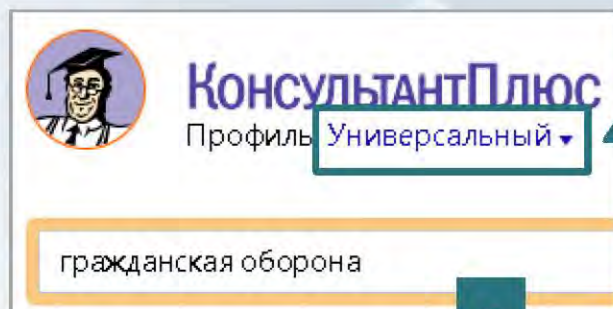 КонсультантПлюс
Профиль Универсальный
гражданская оборона